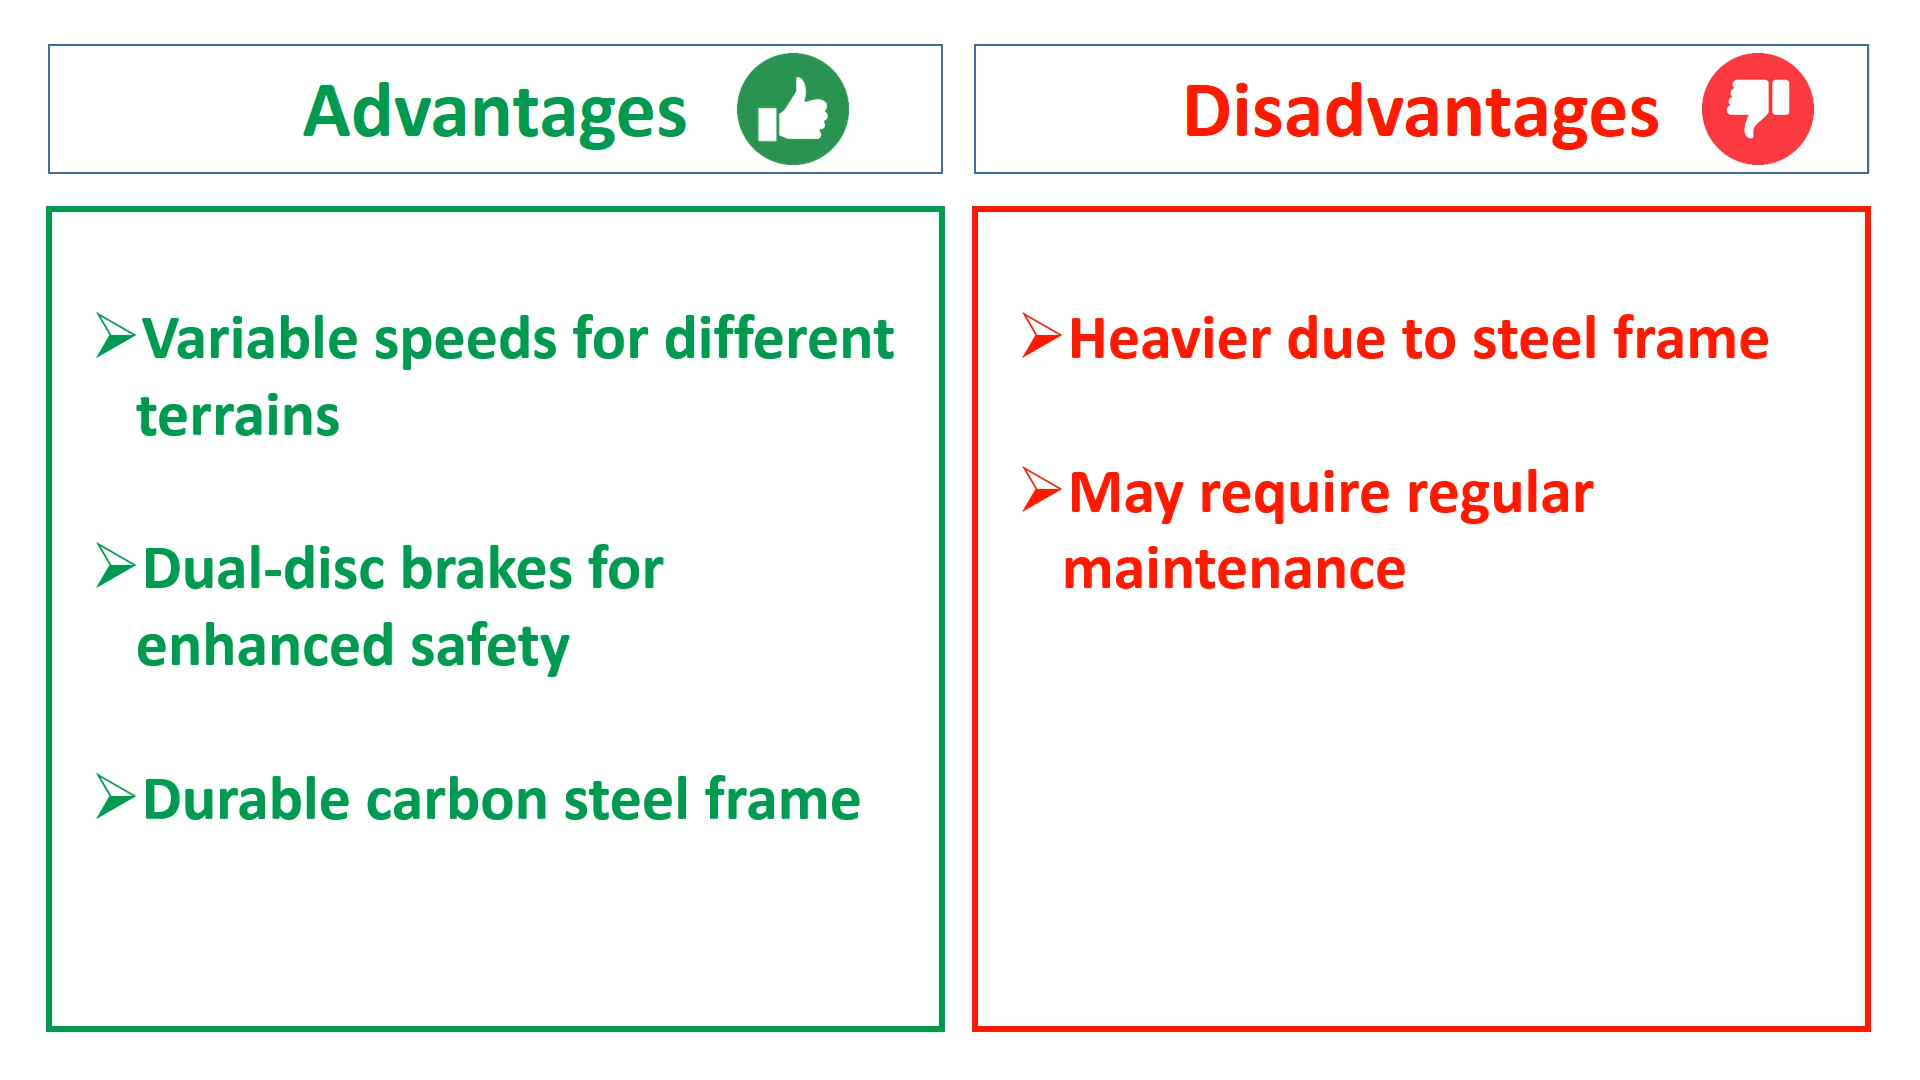 Advantages
Variable speeds for different
terrains
Dual-disc brakes for
enhanced safety
Durable carbon steel frame
Disadvantages
Heavier due to steel frame
May require regular
maintenance